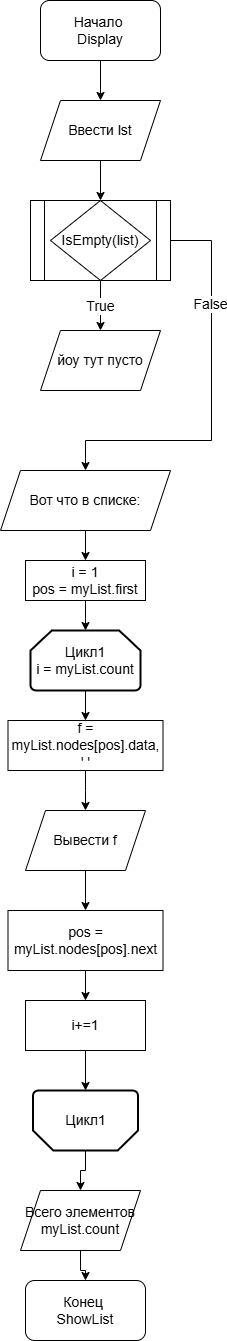 Начало
Display
Ввести lst
IsEmpty(list)
True
False
йоу тут пусто
Вот что в списке:
i = 1
pos = myList.first
Цикл1
i = myList.count
f =
myList.nodes[pos].data,
' '
Вывести f
pos =
myList.nodes[pos].next
i+=1
Цикл1
Всего элементов
myList.count
Конец
ShowList